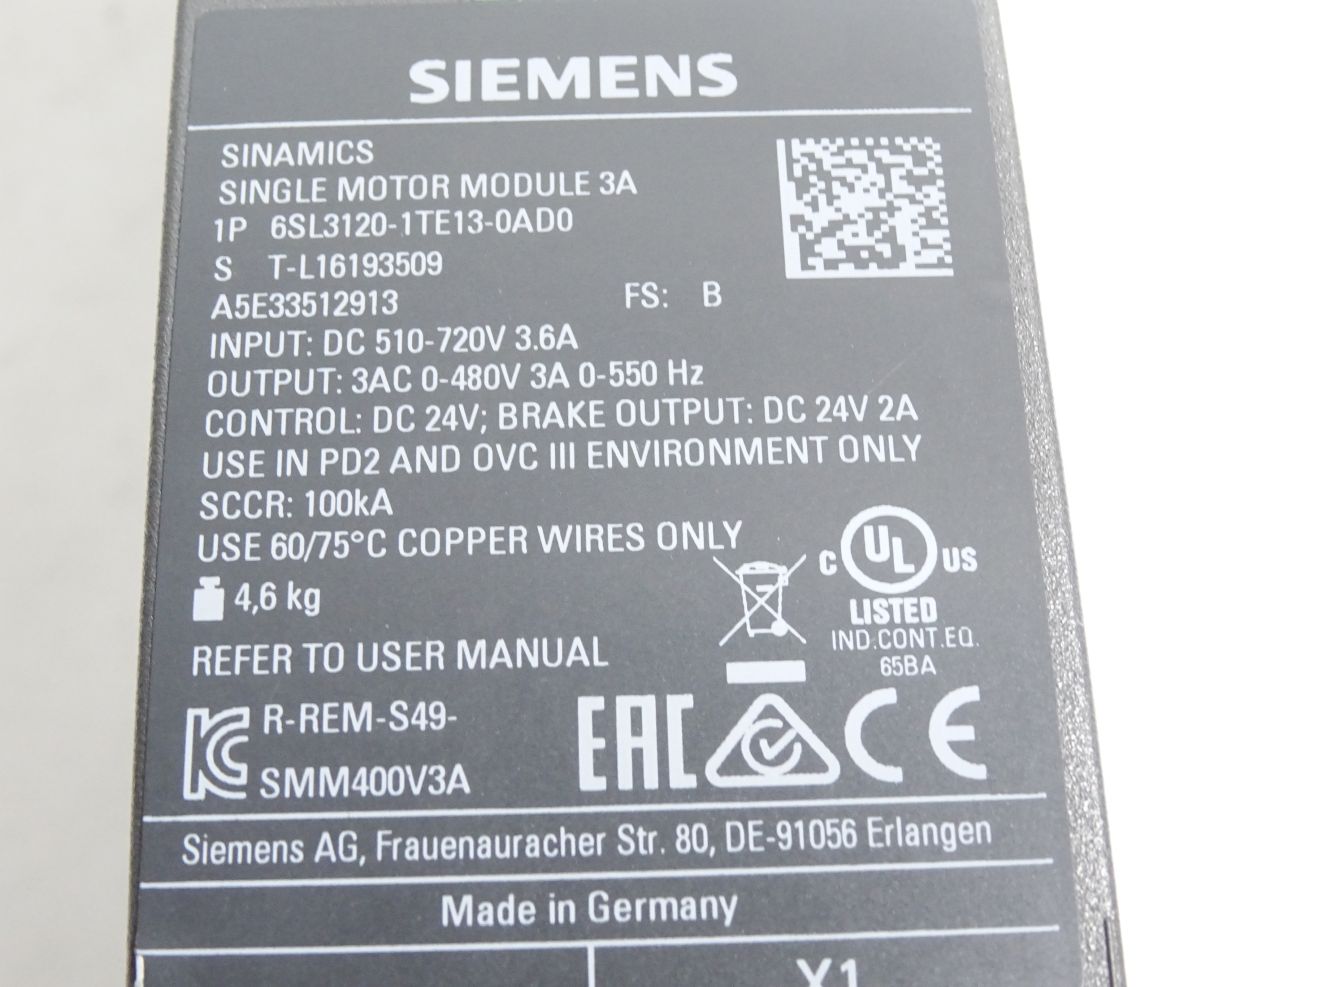 SIEMENS
SINAMICS
SINGLE MOTOR MODULE 3A
1P 6SL3120-1TE13-0AD0
S T-L16193509
A5E33512913 FS: B
INPUT: DC 510-720V 3.6A
OUTPUT: 3AC 0-480V 3A 0-550 Hz
CONTROL: DC 24V; BRAKE OUTPUT: DC 24V 2A
USE IN PD2 AND OVC III ENVIRONMENT ONLY
SCCR: 100kA
USE 60/75°C COPPER WIRES ONLY
4,6 kg
C UL US
LISTED
IND.CONT.EQ.
65BA
REFER TO USER MANUAL
R-REM-S49-
SMM400V3A
EAC
CE
Siemens AG, Frauenauracher Str. 80, DE-91056 Erlangen
Made in Germany
X1